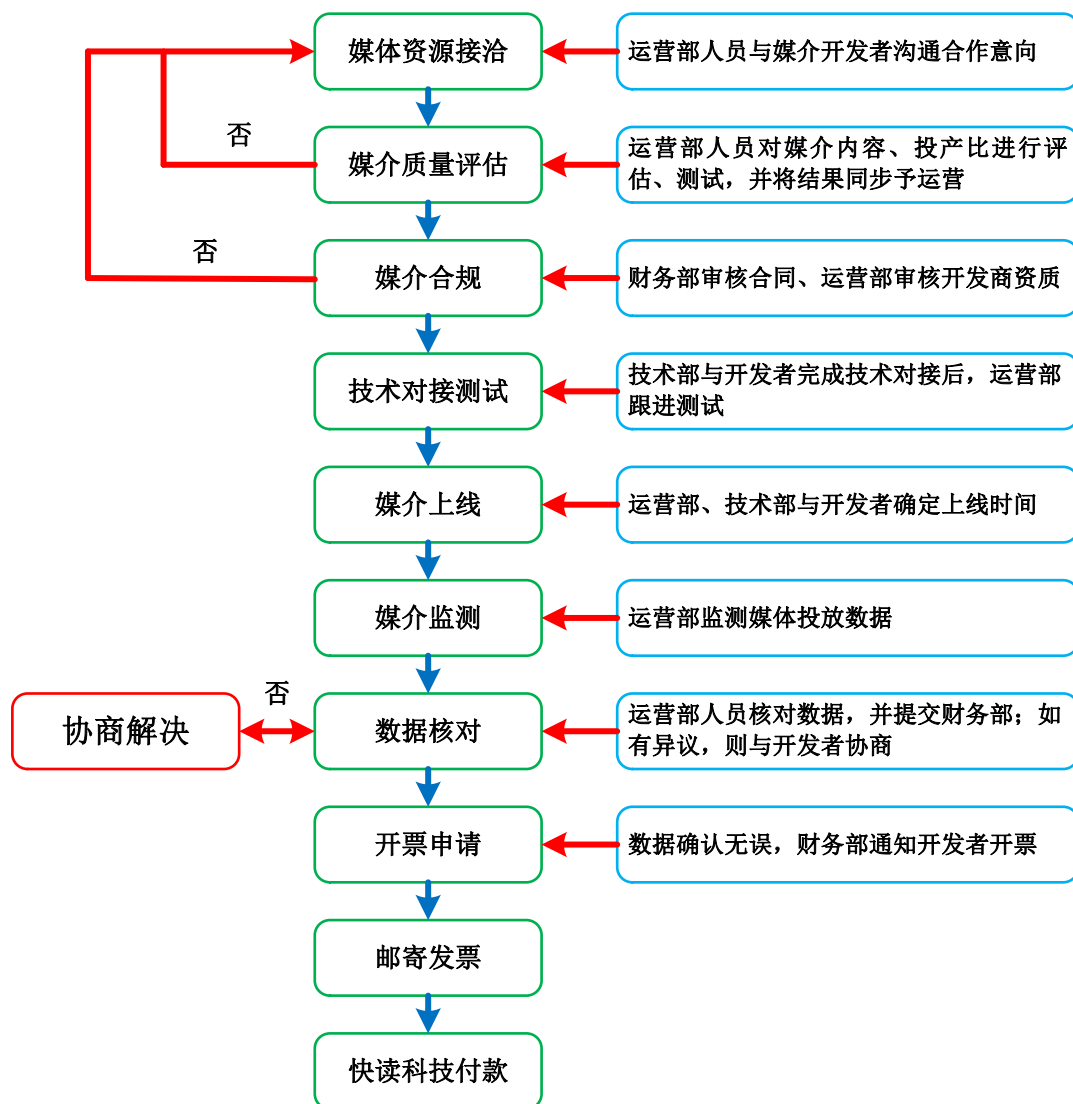 媒体资源接洽
运营部人员与媒介开发者沟通合作意向
否
媒介质量评估
运营部人员对媒介内容、投产比进行评
估、测试，并将结果同步予运营
否
媒介合规
财务部审核合同、运营部审核开发商资质
技术对接测试
技术部与开发者完成技术对接后，运营部
跟进测试
媒介上线
运营部、技术部与开发者确定上线时间
媒介监测
运营部监测媒体投放数据
协商解决
否
数据核对
运营部人员核对数据，并提交财务部；如
有异议，则与开发者协商
开票申请
数据确认无误，财务部通知开发者开票
邮寄发票
快读科技付款